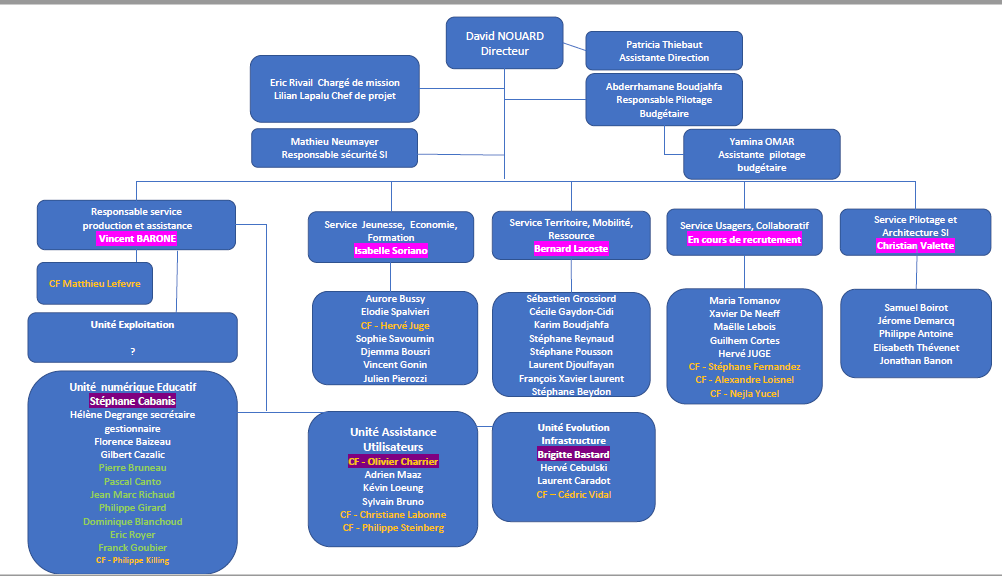 David NOUARD
Directeur
Patricia Thiebaut
Assistante Direction
Eric Rivail  Chargé de mission
Lilian Lapalu Chef de projet
Abderrhamane Boudjahfa
Responsable Pilotage
Budgétaire
Mathieu Neumayer
Responsable sécurité SI
Yamina OMAR
Assistante  pilotage
budgétaire
Responsable service
production et assistance
Vincent BARONE
Service  Jeunesse,  Economie,
Formation
Isabelle Soriano
Service Territoire, Mobilité,
Ressource
Bernard Lacoste
Service Usagers, Collaboratif
En cours de recrutement
Service Pilotage et
Architecture SI
Christian Valette
CF Matthieu Lefevre
Unité Exploitation
?
Aurore Bussy
Elodie Spalvieri
CF - Hervé Juge
Sophie Savournin
Djemma Bousri
Vincent Gonin
Julien Pierozzi
Sébastien Grossiord
Cécile Gaydon-Cidi
Karim Boudjahfa
Stéphane Reynaud
Stéphane Pousson
Laurent Djoulfayan
François Xavier Laurent
Stéphane Beydon
Maria Tomanov
Xavier De Neeff
Maëlle Lebois
Guilhem Cortes
Hervé JUGE
CF - Stéphane Fernandez
CF - Alexandre Loisnel
CF - Nejla Yucel
Samuel Boirot
Jérome Demarcq
Philippe Antoine
Elisabeth Thévenet
Jonathan Banon
Unité  numérique Educatif
Stéphane Cabanis
Hélène Degrange secrétaire
gestionnaire
Florence Baizeau
Gilbert Cazalic
Pierre Bruneau
Pascal Canto
Jean Marc Richaud
Philippe Girard
Dominique Blanchoud
Eric Royer
Franck Goubier
CF - Philippe Killing
Unité Assistance
Utilisateurs
CF - Olivier Charrier
Adrien Maaz
Kévin Loeung
Sylvain Bruno
CF - Christiane Labonne
CF - Philippe Steinberg
Unité Evolution
Infrastructure
Brigitte Bastard
Hervé Cebulski
Laurent Caradot
CF – Cédric Vidal